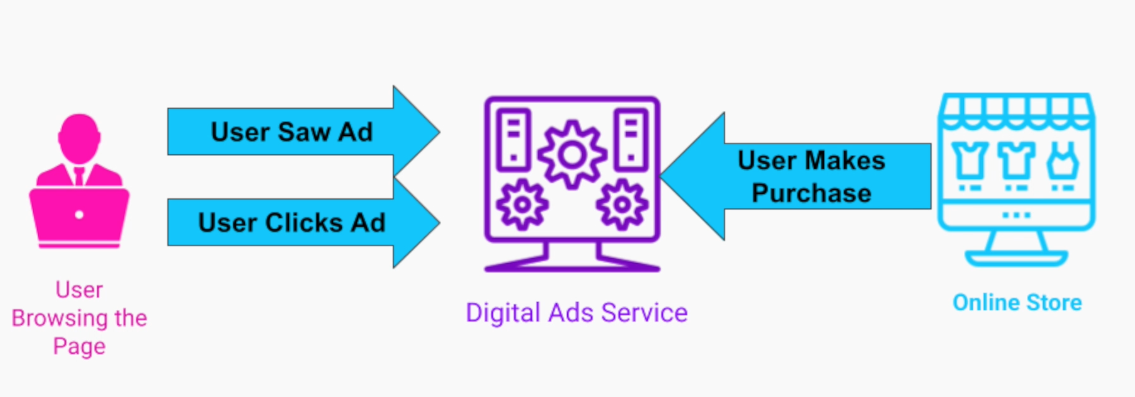 User Saw Ad
User Clicks Ad
User Makes
Purchase
User
Browsing the
Page
Digital Ads Service
Online Store